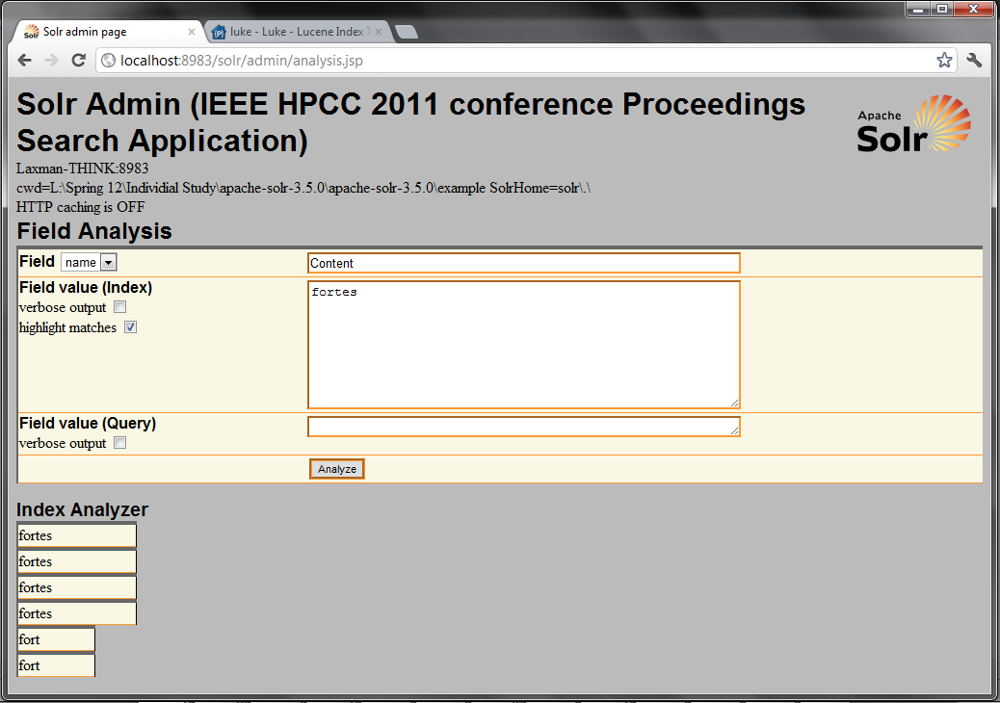 Solr admin page
luke - Luke - Lucene Index T
localhost:8983/solr/admin/analysis.jsp
Solr Admin (IEEE HPCC 2011 conference Proceedings
Search Application)
Apache
Solr
Laxman-THINK:8983
cwd=L:\Spring 12\Individial Study\apache-solr-3.5.0\apache-solr-3.5.0\example SolrHome=solr\.\
HTTP caching is OFF
Field Analysis
Field name Content
Field value (Index)
verbose output
highlight matches
fortes
Field value (Query)
verbose output
Analyze
Index Analyzer
fortes
fortes
fortes
fortes
fort
fort